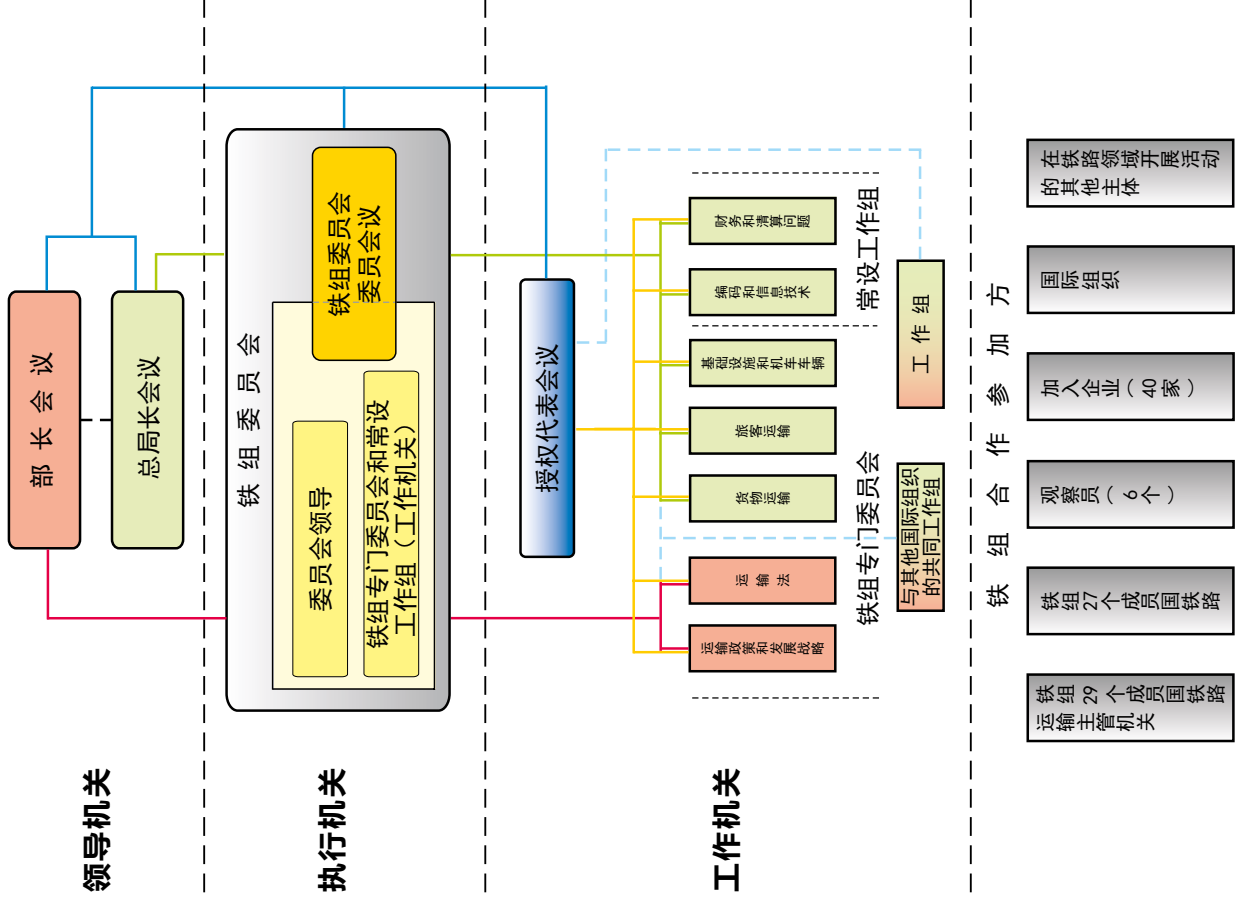 领导机关
部长会议
总局长会议
执行机关
铁组委员会
委员会领导
铁组专门委员会和常设
工作组（工作机关）
铁组委员会
委员会议
工作机关
授权代表会议
运输政策和发展战略
运输法
货物运输
旅客运输
基础设施和机车车辆
编码和信息技术
财务和清算问题
铁组专门委员会
常设工作组
与其他国际组织
的共同工作组
工作组
铁组合作参加方
铁组29个成员国铁路
运输主管机关
铁组27个成员国铁路
观察员（6个）
加入企业（40家）
国际组织
在铁路领域开展活动
的其他主体